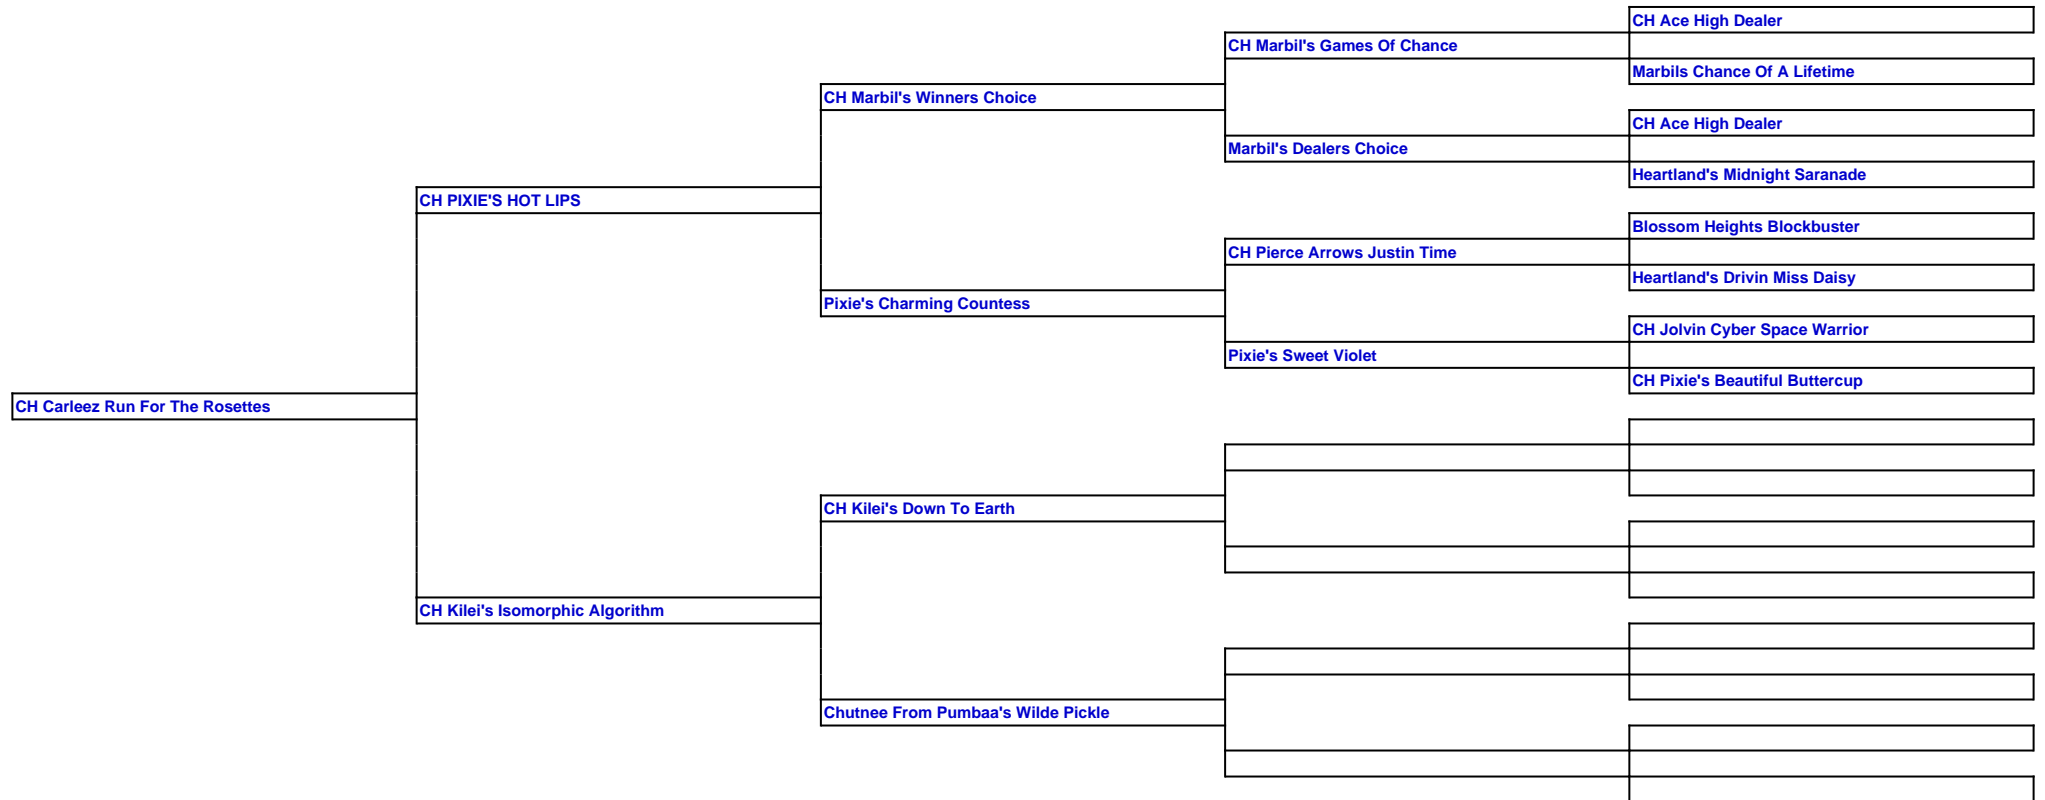 CH Ace High Dealer
CH Marbil's Games Of Chance
Marbils Chance Of A Lifetime
CH Marbil's Winners Choice
CH Ace High Dealer
Marbil's Dealers Choice
Heartland's Midnight Saranade
CH PIXIE'S HOT LIPS
Blossom Heights Blockbuster
CH Pierce Arrows Justin Time
Heartland's Drivin Miss Daisy
Pixie's Charming Countess
CH Jolvin Cyber Space Warrior
Pixie's Sweet Violet
CH Pixie's Beautiful Buttercup
CH Carleez Run For The Rosettes
CH Kilei's Down To Earth
CH Kilei's Isomorphic Algorithm
Chutnee From Pumbaa's Wilde Pickle